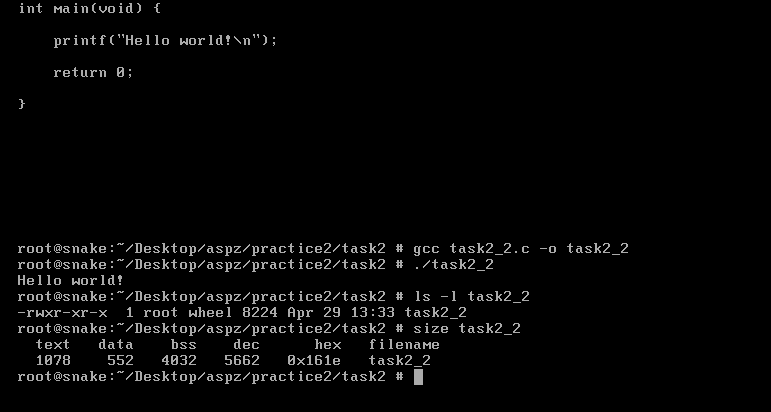 int main(void) {
    printf("Hello world!\n");
    return 0;
}
root@snake:~/Desktop/aspz/practice2/task2 # gcc task2_2.c -o task2_2
root@snake:~/Desktop/aspz/practice2/task2 # ./task2_2
Hello world!
root@snake:~/Desktop/aspz/practice2/task2 # ls -l task2_2
-rwxr-xr-x  1 root wheel 8224 Apr 29 13:33 task2_2
root@snake:~/Desktop/aspz/practice2/task2 # size task2_2
  text   data    bss    dec       hex   filename
  1078    552   4032   5662    0x161e   task2_2
root@snake:~/Desktop/aspz/practice2/task2 #